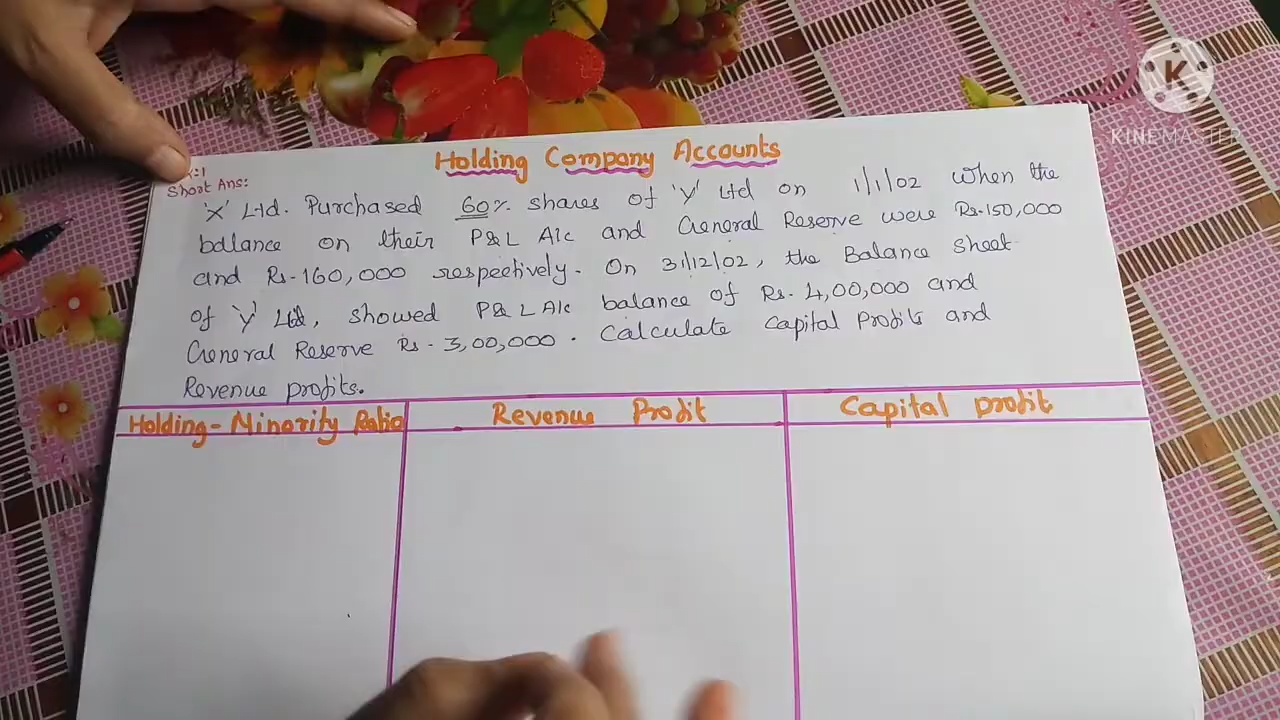 Holding Company Accounts
:1
Short Ans:
'X' Ltd. Purchased 60% shares of 'Y' Ltd on 1/1/02 when the
balance on their P&L A/c and General Reserve were Rs.150,000
and Rs.160,000 respectively. On 31/12/02, the Balance Sheet
of 'Y' Ltd, showed P&L A/c balance of Rs. 4,00,000 and
General Reserve Rs. 3,00,000. Calculate Capital Profits and
Revenue profits.
Holding-Minority Ratio Revenue Profit Capital profit
K
KINEMASTER